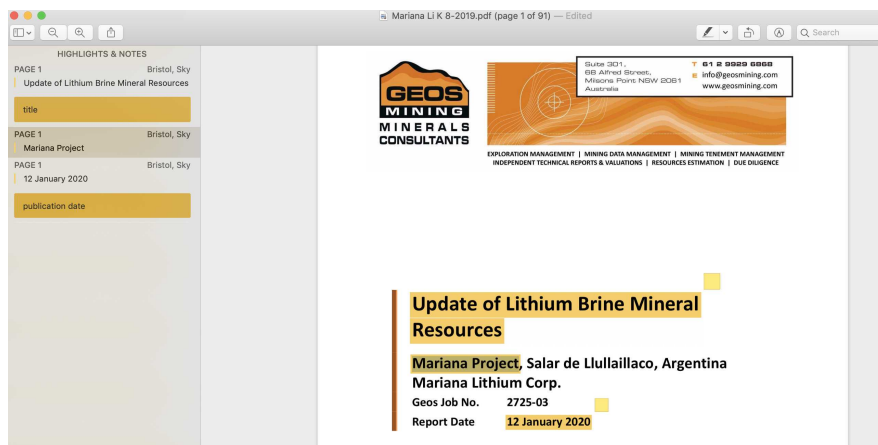 Mariana Li K 8-2019.pdf (page 1 of 91) — Edited
Search
HIGHLIGHTS & NOTES
PAGE 1 Bristol, Sky
Update of Lithium Brine Mineral Resources
title
PAGE 1 Bristol, Sky
Mariana Project
PAGE 1 Bristol, Sky
12 January 2020
publication date
GEOS
MINING
MINERALS
CONSULTANTS
Suite 301,
68 Alfred Street,
Milsons Point NSW 2061
Australia
T 61 2 9929 6868
E info@geosmining.com
www.geosmining.com
EXPLORATION MANAGEMENT | MINING DATA MANAGEMENT | MINING TENEMENT MANAGEMENT
INDEPENDENT TECHNICAL REPORTS & VALUATIONS | RESOURCES ESTIMATION | DUE DILIGENCE
Update of Lithium Brine Mineral
Resources
Mariana Project, Salar de Llullaillaco, Argentina
Mariana Lithium Corp.
Geos Job No. 2725-03
Report Date 12 January 2020